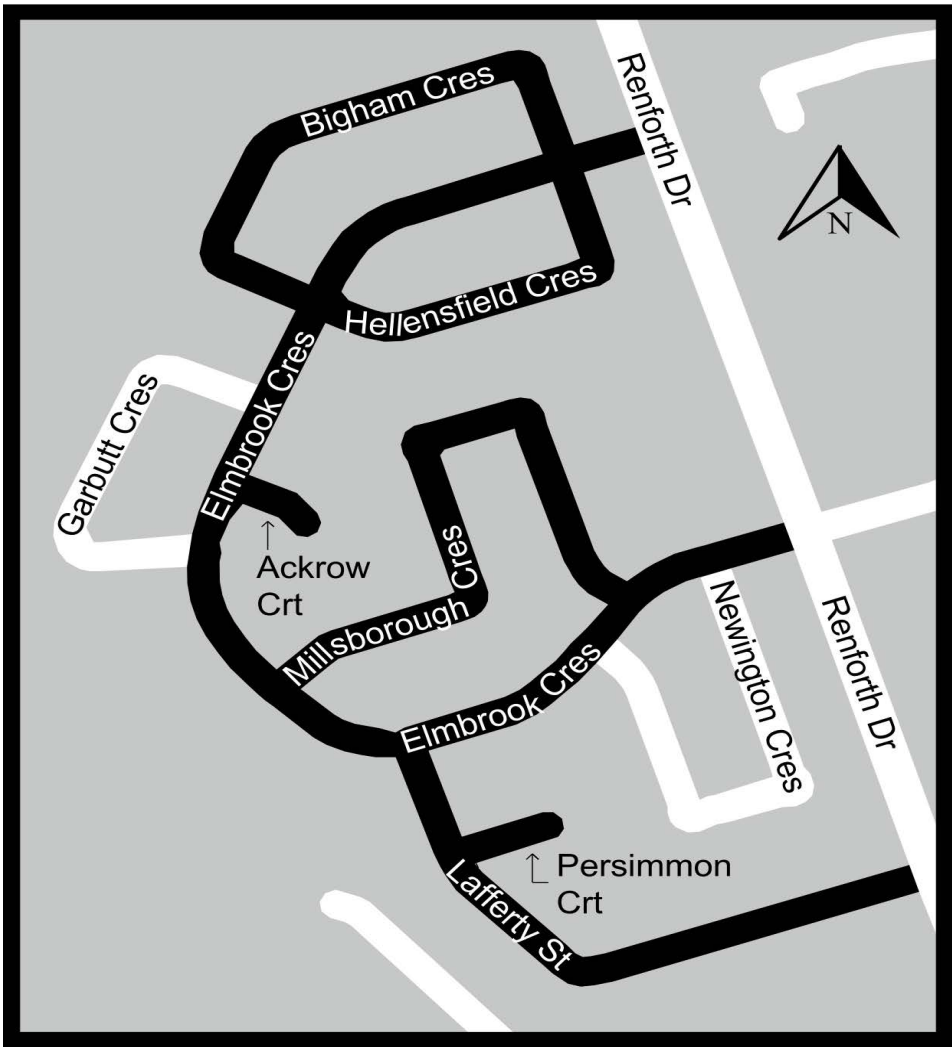 Renforth Dr
Bigham Cres
N
Hellensfield Cres
Elmbrook Cres
Garbutt Cres
Ackrow
Crt
Millsborough
Cres
Newington Cres
Renforth Dr
Elmbrook Cres
Persimmon
Crt
Lafferty St